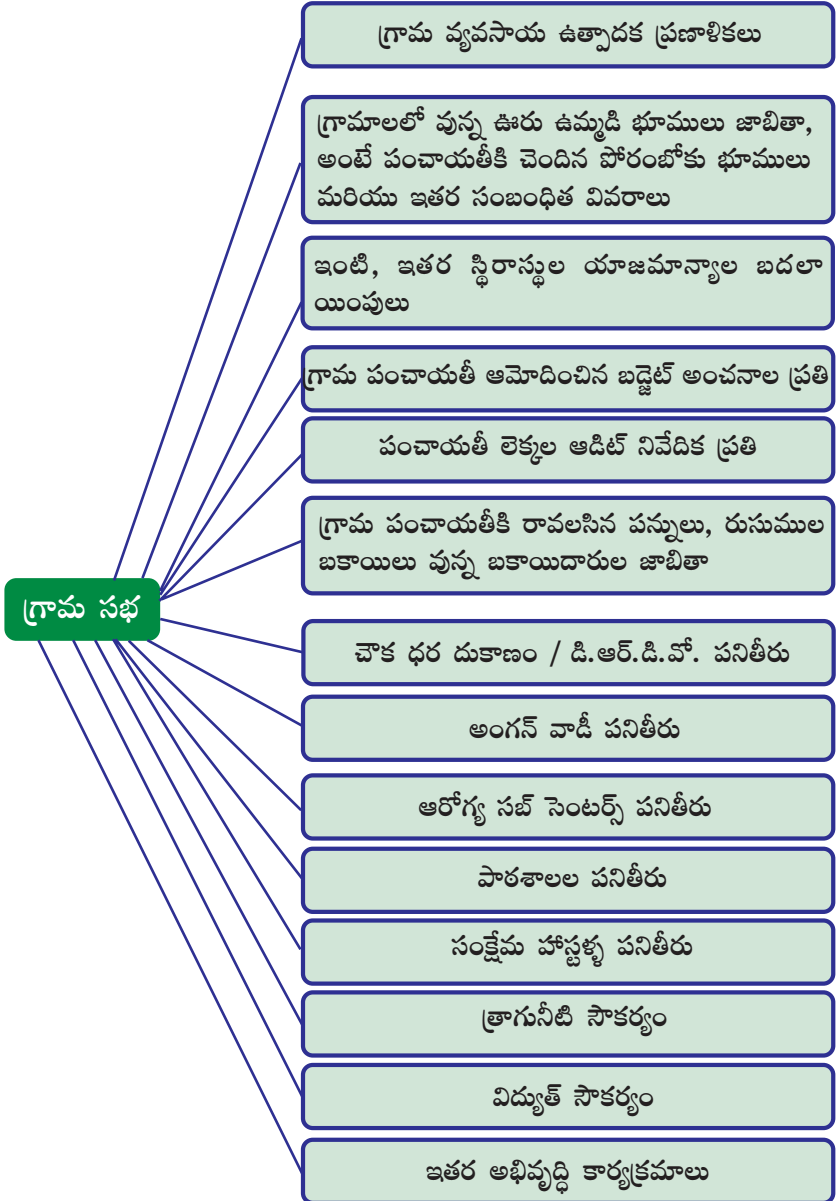 గ్రామ వ్యవసాయ ఉత్పాదక ప్రణాళికలు
గ్రామాలలో వున్న ఊరు ఉమ్మడి భూములు జాబితా,
అంటే పంచాయతీకి చెందిన పోరంబోకు భూములు
మరియు ఇతర సంబంధిత వివరాలు
ఇంటి, ఇతర స్థిరాస్థుల యాజమాన్యాల బదలా
యింపులు
గ్రామ పంచాయతీ ఆమోదించిన బడ్జెట్ అంచనాల ప్రతి
పంచాయతీ లెక్కల ఆడిట్ నివేదిక ప్రతి
గ్రామ పంచాయతీకి రావలసిన పన్నులు, రుసుముల
బకాయిలు వున్న బకాయిదారుల జాబితా
గ్రామ సభ
చౌక ధర దుకాణం / డి.ఆర్.డి.వో. పనితీరు
అంగన్ వాడీ పనితీరు
ఆరోగ్య సబ్ సెంటర్స్ పనితీరు
పాఠశాలల పనితీరు
సంక్షేమ హాస్టళ్ళ పనితీరు
త్రాగునీటి సౌకర్యం
విద్యుత్ సౌకర్యం
ఇతర అభివృద్ధి కార్యక్రమాలు